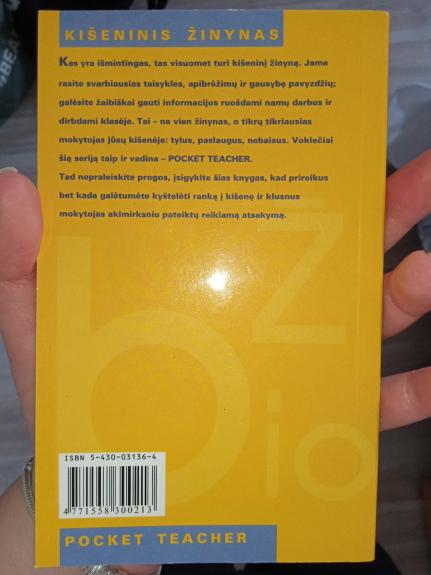 KIŠENINIS ŽINYNAS
Kas yra išmintingas, tas visuomet turi kišeninį žinyną. Jame
rasite svarbiausias taisykles, apibrėžimų ir gausybę pavyzdžių;
galėsite žaibiškai gauti informacijos ruošdami namų darbus ir
dirbdami klasėje. Tai – ne vien žinynas, o tikrų tikriausias
mokytojas jūsų kišenėje: tylus, paslaugus, nebaisus. Vokiečiai
šią seriją taip ir vadina – POCKET TEACHER.
Tad nepraleiskite progos, įsigykite šias knygas, kad prireikus
bet kada galėtumėte kyštelėti ranką į kišenę ir klusnus
mokytojas akimirksniu pateiktų reikiamą atsakymą.
Ž
b
io
ISBN 5-430-03136-4
4 771558 300213
POCKET TEACHER